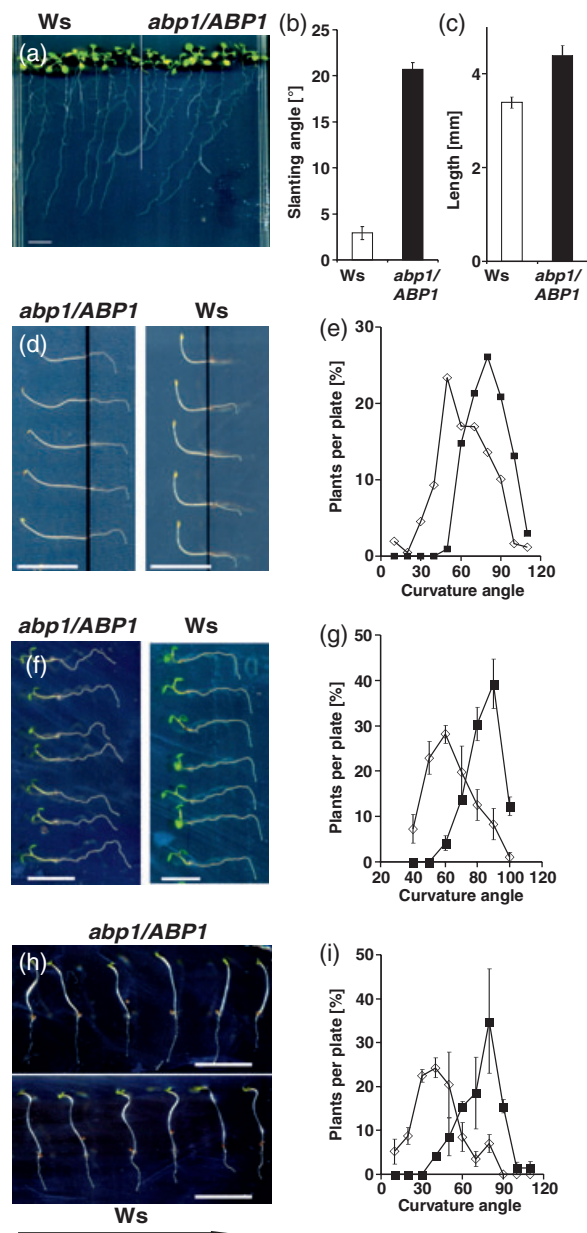 Ws abp1/ABP1
(a)
(b)
Slanting angle [°]
25
20
15
10
5
0
Ws abp1/
ABP1
(c)
Length [mm]
4
2
0
Ws abp1/
ABP1
abp1/ABP1 Ws
(d)
(e)
Plants per plate [%]
30
20
10
0
0 30 60 90 120
Curvature angle
abp1/ABP1 Ws
(f)
(g)
Plants per plate [%]
50
40
30
20
10
0
20 40 60 80 100 120
Curvature angle
abp1/ABP1
(h)
Ws
(i)
Plants per plate [%]
50
40
30
20
10
0
0 30 60 90 120
Curvature angle